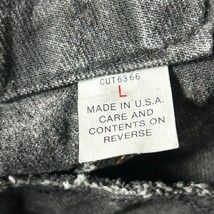 CUT6366
L
MADE IN U.S.A.
CARE AND
CONTENTS ON
REVERSE